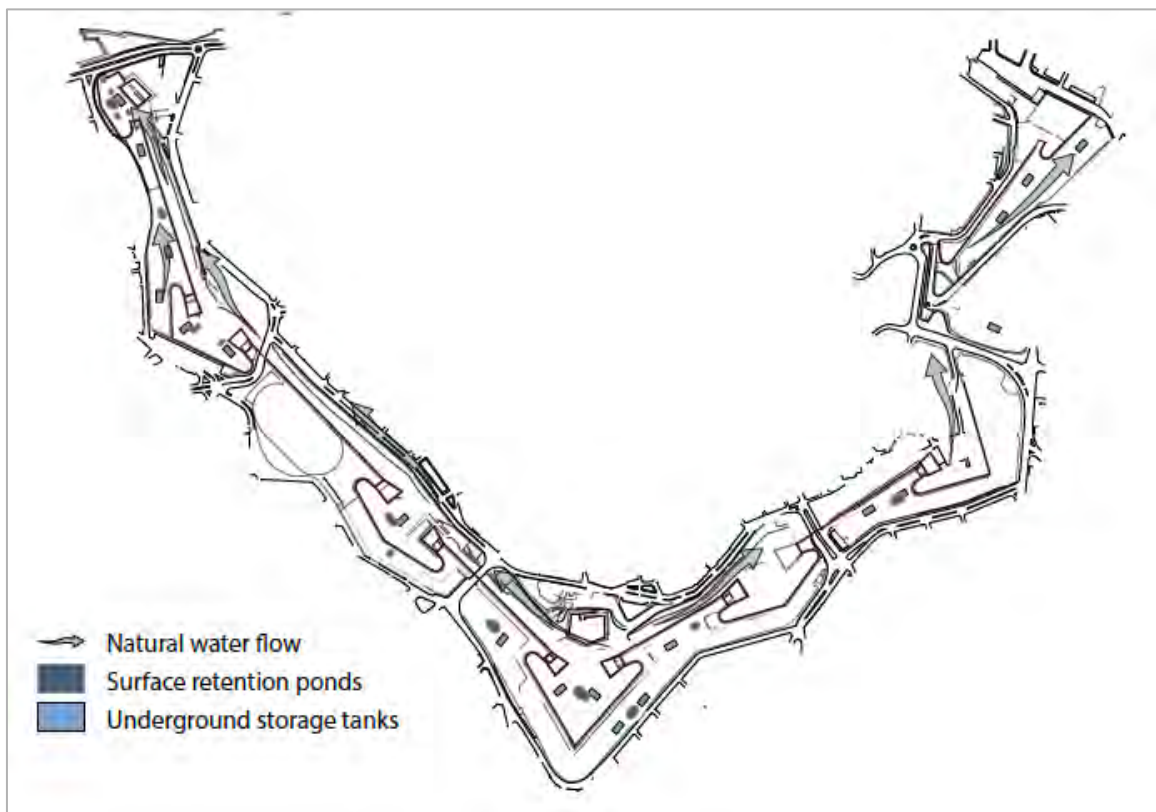 Natural water flow
Surface retention ponds
Underground storage tanks